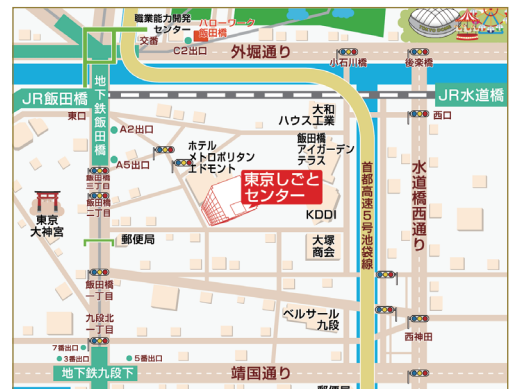 職業能力開発
センター
ハローワーク
飯田橋
交番
C2出口
外堀通り
小石川橋
後楽橋
地下鉄飯田橋
JR飯田橋
JR水道橋
東口
A2出口
大和
ハウス工業
西口
ホテル
メトロポリタン
エドモント
飯田橋
アイガーデン
テラス
A5出口
飯田橋
三丁目
東京しごと
センター
首都高速5号池袋線
水道橋西通り
飯田橋
二丁目
KDDI
東京
大神宮
郵便局
大塚
商会
飯田橋
一丁目
九段北
一丁目
ベルサール
九段
西神田
7番出口
3番出口
5番出口
地下鉄九段下
靖国通り
郵便局